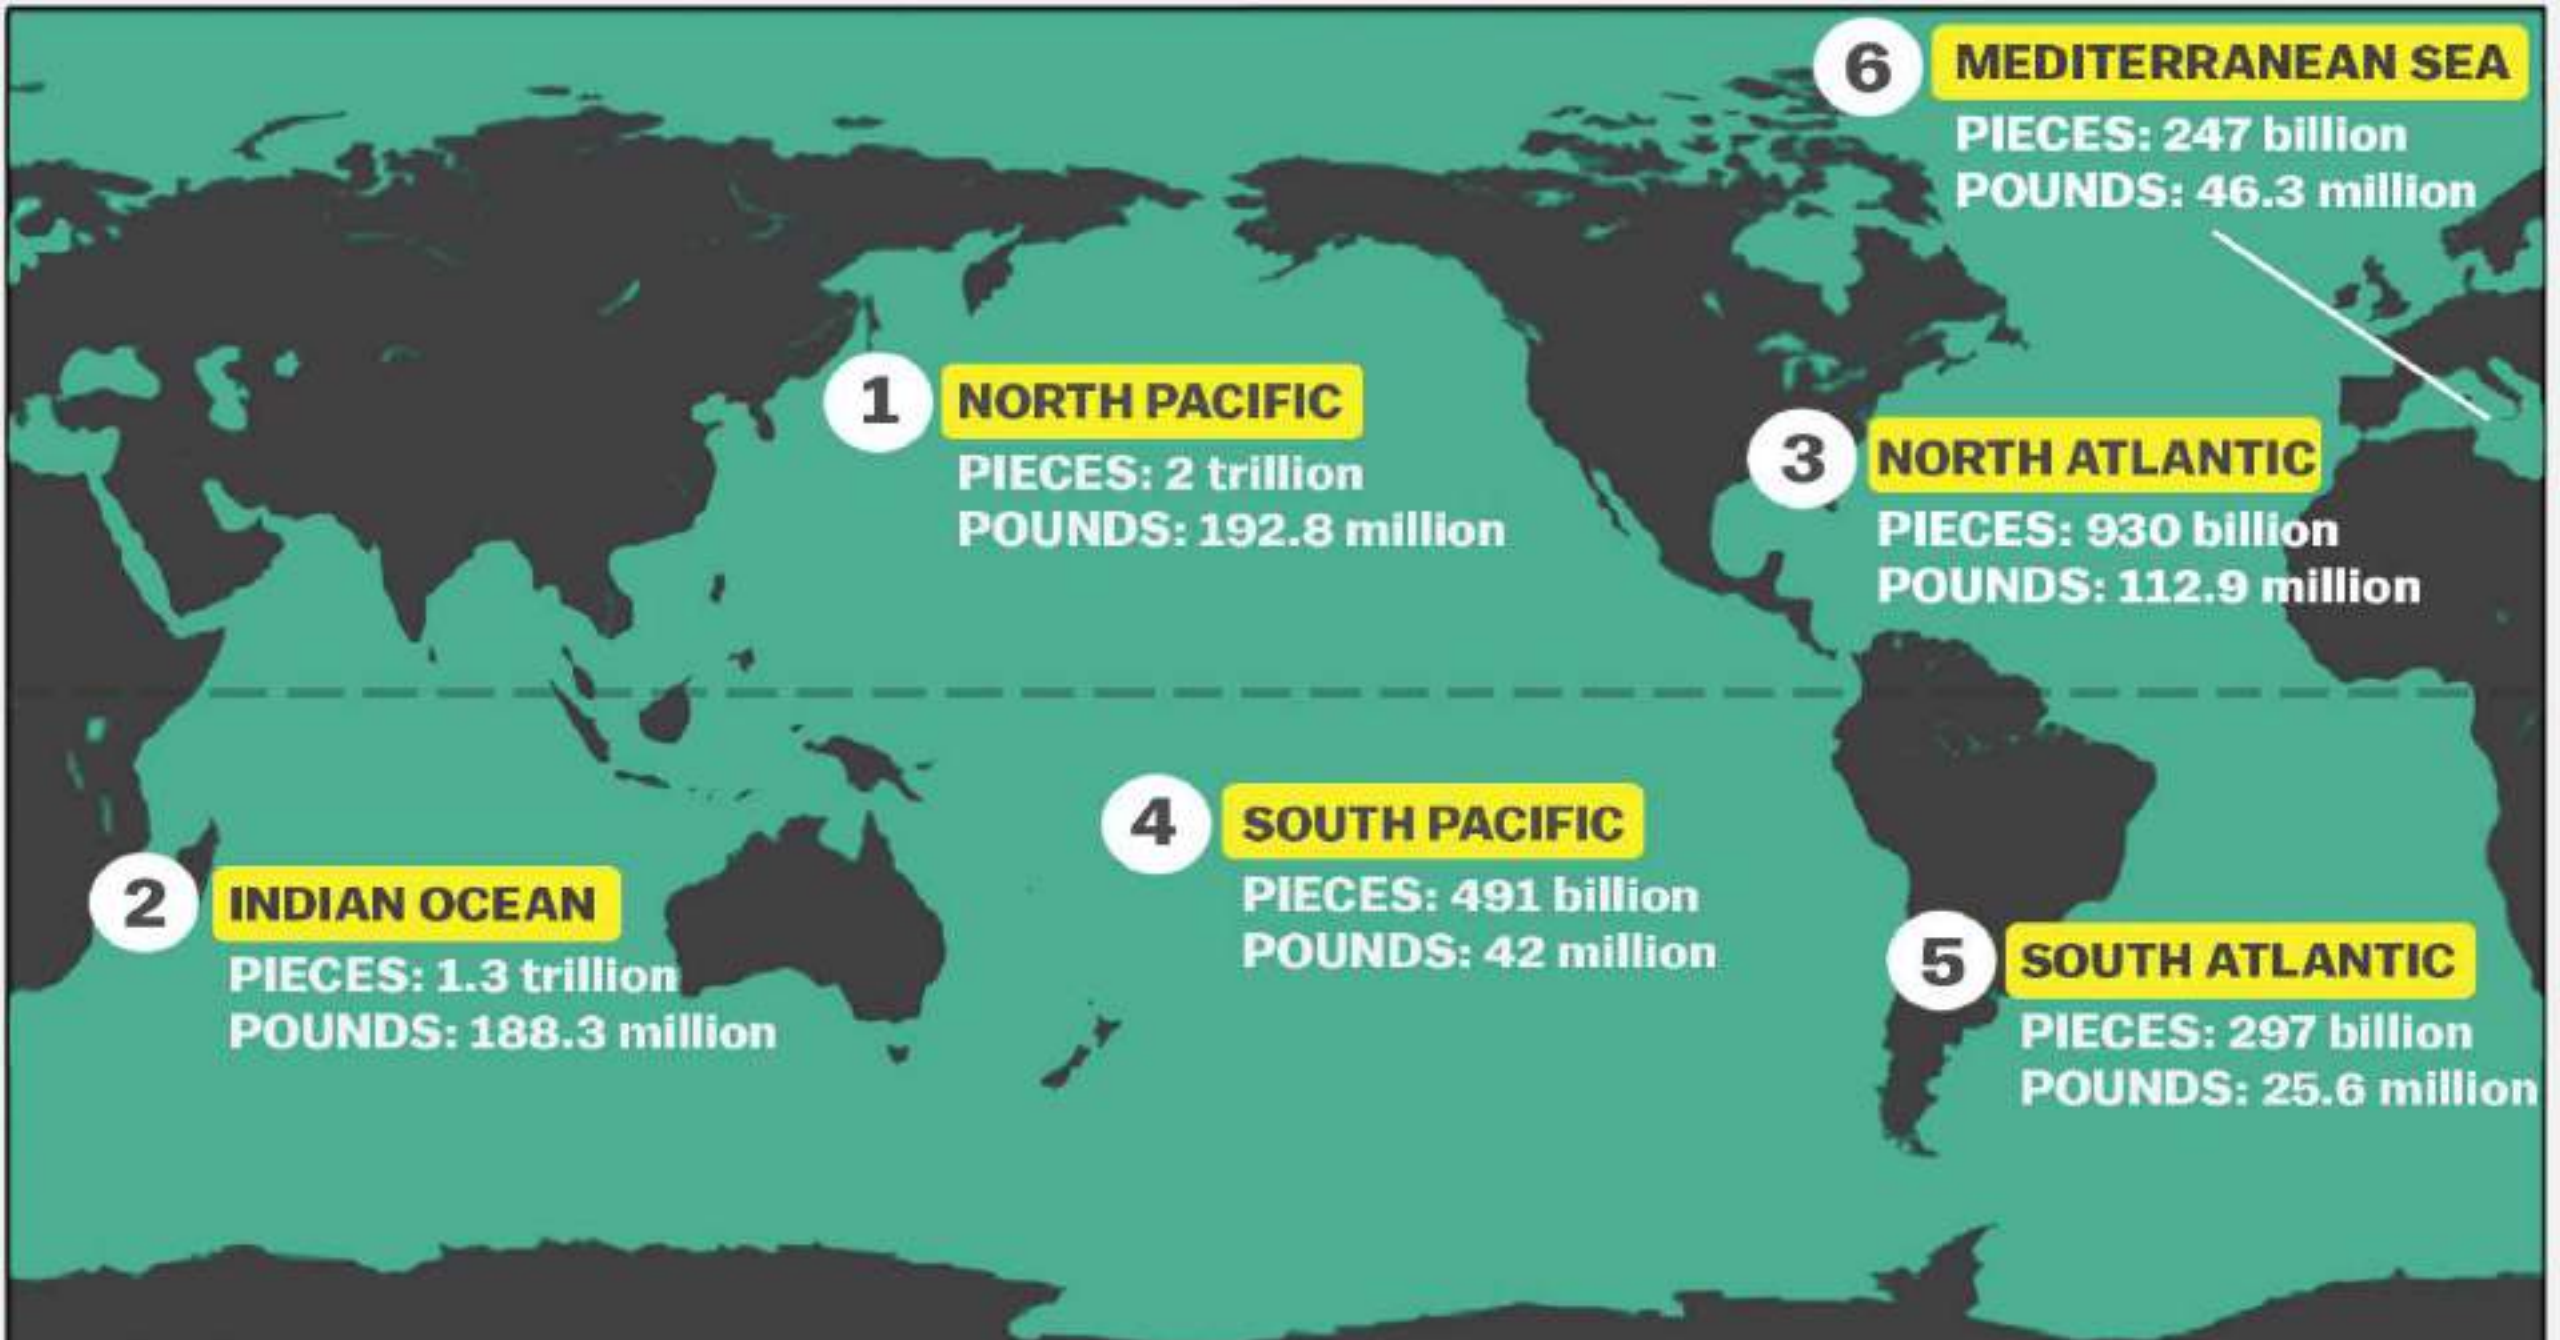 6
MEDITERRANEAN SEA
PIECES: 247 billion
POUNDS: 46.3 million
1
NORTH PACIFIC
PIECES: 2 trillion
POUNDS: 192.8 million
3
NORTH ATLANTIC
PIECES: 930 billion
POUNDS: 112.9 million
4
SOUTH PACIFIC
PIECES: 491 billion
POUNDS: 42 million
2
INDIAN OCEAN
PIECES: 1.3 trillion
POUNDS: 188.3 million
5
SOUTH ATLANTIC
PIECES: 297 billion
POUNDS: 25.6 million